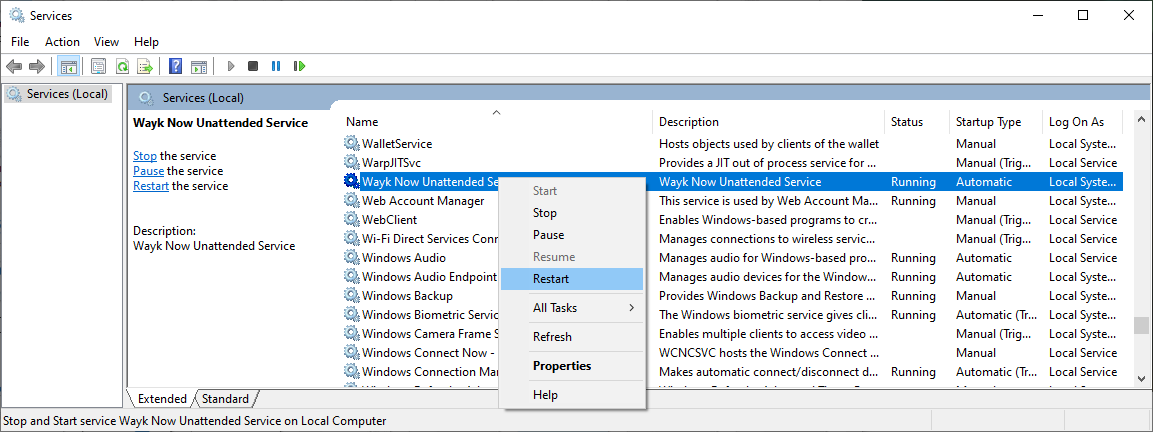 Services
File Action View Help
Services (Local)
Services (Local)
Wayk Now Unattended Service
Stop the service
Pause the service
Restart the service
Description:
Wayk Now Unattended Service
Name Description Status Startup Type Log On As
WalletService Hosts objects used by clients of the wallet Manual Local Syste...
WarpJITSvc Provides a JIT out of process service for ... Manual (Trig... Local Service
Wayk Now Unattended Se Wayk Now Unattended Service Running Automatic Local Syste...
Web Account Manager This service is used by Web Account Ma... Running Manual Local Syste...
WebClient Enables Windows-based programs to cr... Manual (Trig... Local Service
Wi-Fi Direct Services Conn Manages connections to wireless servic... Manual (Trig... Local Service
Windows Audio Manages audio for Windows-based pro... Running Automatic Local Service
Windows Audio Endpoint Manages audio devices for the Window... Running Automatic Local Syste...
Windows Backup Provides Windows Backup and Restore ... Running Manual Local Syste...
Windows Biometric Servic The Windows biometric service gives cli... Running Automatic (Tr... Local Syste...
Windows Camera Frame S Enables multiple clients to access video ... Manual (Trig... Local Service
Windows Connect Now - WCNCSVC hosts the Windows Connect ... Manual Local Service
Windows Connection Mar Makes automatic connect/disconnect d... Running Automatic (Tri... Local Service
Start
Stop
Pause
Resume
Restart
All Tasks
Refresh
Properties
Help
Extended Standard
Stop and Start service Wayk Now Unattended Service on Local Computer